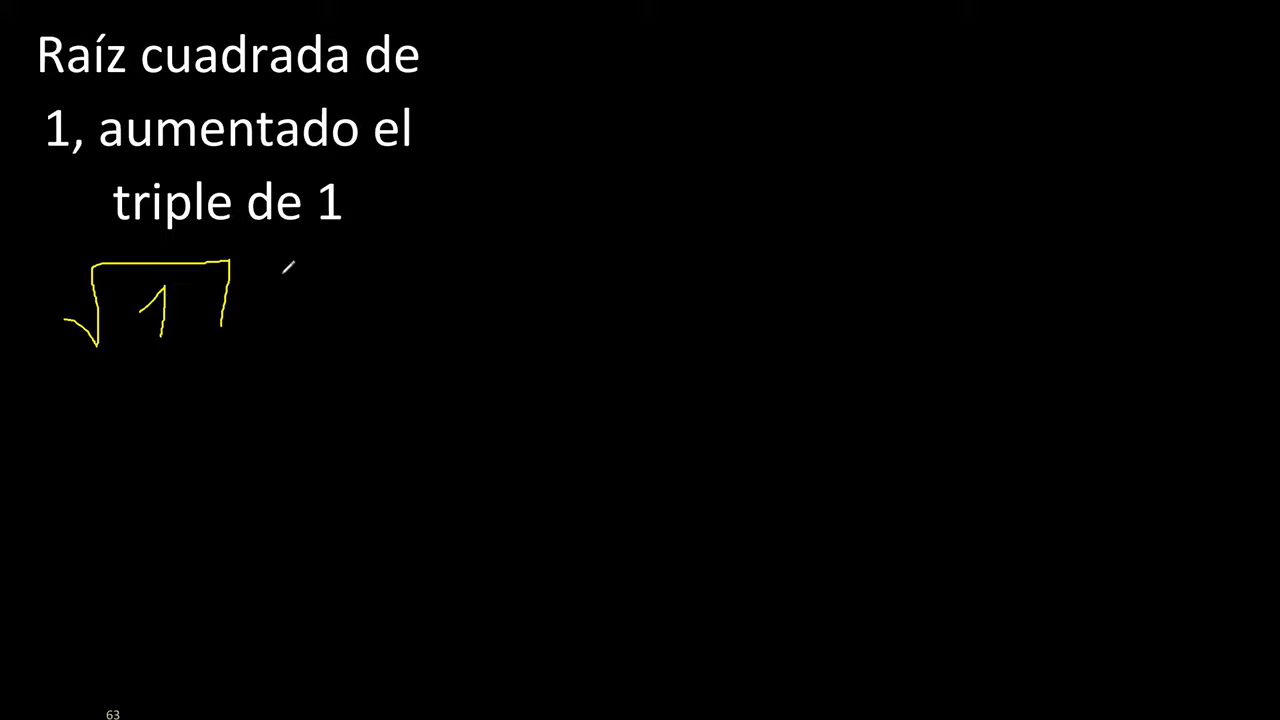 Raíz cuadrada de
1, aumentado el
triple de 1
√1
63